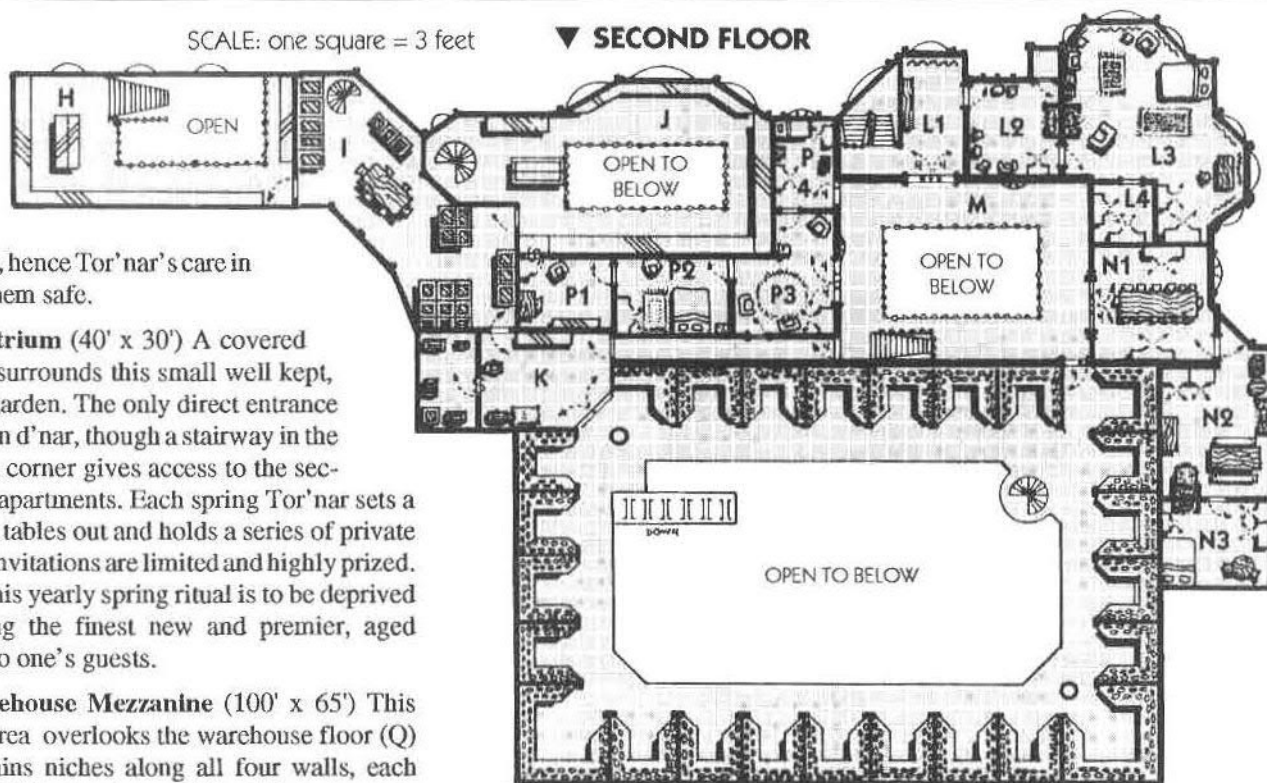 SCALE: one square = 3 feet
▼ SECOND FLOOR
H
OPEN
I
J
OPEN TO
BELOW
P
4
L1
L2
L3
L4
M
OPEN TO
BELOW
N1
P1
P2
P3
K
N2
N3
DOWN
OPEN TO BELOW
, hence Tor'nar's care in
hem safe.
trium (40' x 30') A covered
surrounds this small well kept,
arden. The only direct entrance
n d'nar, though a stairway in the
corner gives access to the sec-
apartments. Each spring Tor'nar sets a
tables out and holds a series of private
nvitations are limited and highly prized.
his yearly spring ritual is to be deprived
ng the finest new and premier, aged
o one's guests.
ehouse Mezzanine (100' x 65') This
rea overlooks the warehouse floor (Q)
ins niches along all four walls, each